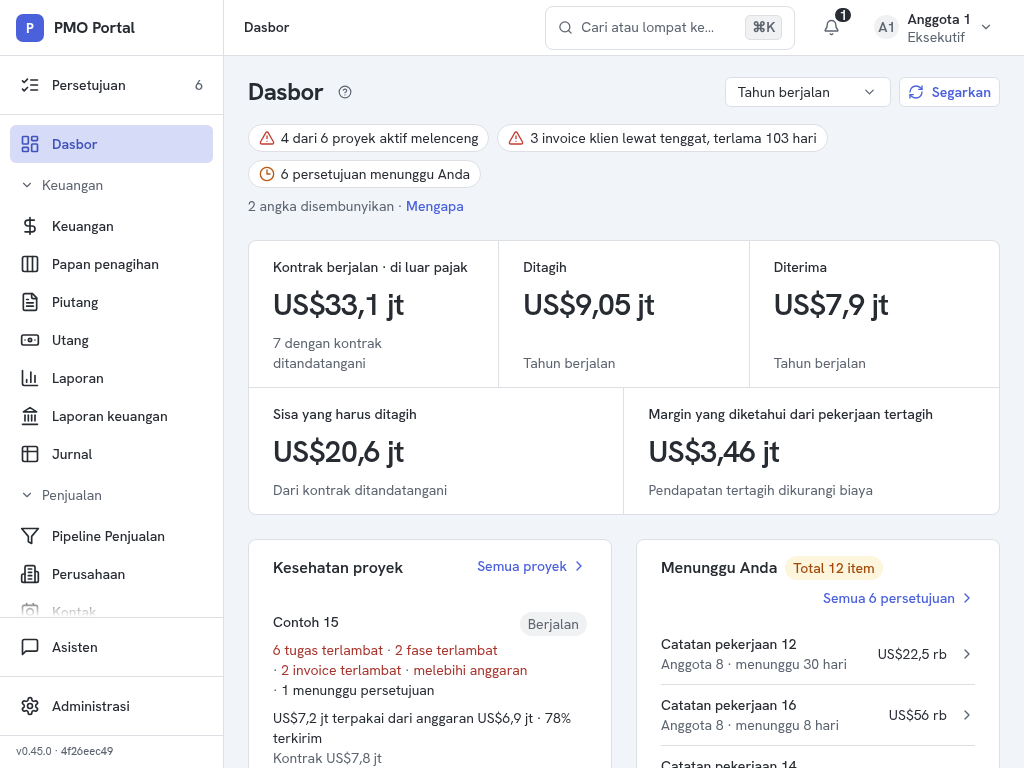 P PMO Portal
Dasbor
Cari atau lompat ke...
⌘K
1
A1
Anggota 1
Eksekutif
Persetujuan 6
Dasbor
Keuangan
Keuangan
Papan penagihan
Piutang
Utang
Laporan
Laporan keuangan
Jurnal
Penjualan
Pipeline Penjualan
Perusahaan
Kontak
Asisten
Administrasi
v0.45.0 · 4f26eec49
Dasbor
Tahun berjalan
Segarkan
4 dari 6 proyek aktif melenceng
3 invoice klien lewat tenggat, terlama 103 hari
6 persetujuan menunggu Anda
2 angka disembunyikan · Mengapa
Kontrak berjalan · di luar pajak
US$33,1 jt
7 dengan kontrak
ditandatangani
Ditagih
US$9,05 jt
Tahun berjalan
Diterima
US$7,9 jt
Tahun berjalan
Sisa yang harus ditagih
US$20,6 jt
Dari kontrak ditandatangani
Margin yang diketahui dari pekerjaan tertagih
US$3,46 jt
Pendapatan tertagih dikurangi biaya
Kesehatan proyek
Semua proyek
Contoh 15
Berjalan
6 tugas terlambat · 2 fase terlambat
· 2 invoice terlambat · melebihi anggaran
· 1 menunggu persetujuan
US$7,2 jt terpakai dari anggaran US$6,9 jt · 78%
terkirim
Kontrak US$7,8 jt
Menunggu Anda
Total 12 item
Semua 6 persetujuan
Catatan pekerjaan 12
Anggota 8 · menunggu 30 hari
US$22,5 rb
Catatan pekerjaan 16
Anggota 8 · menunggu 8 hari
US$56 rb
Catatan pekerjaan 14